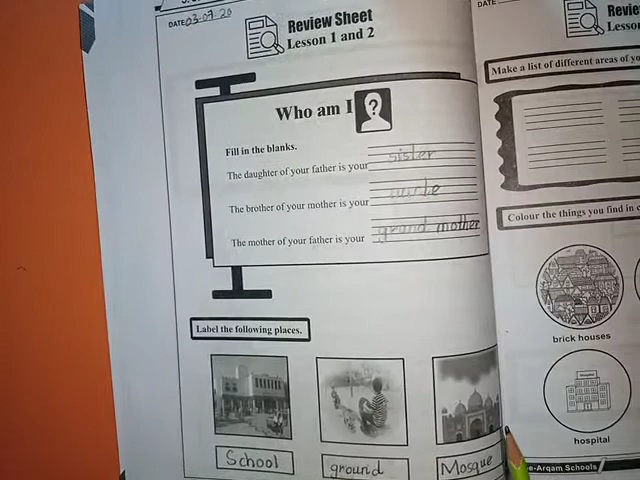 DATE: 03-09-20
Review Sheet
Lesson 1 and 2
Who am I
?
Fill in the blanks.
The daughter of your father is your sister
The brother of your mother is your uncle
The mother of your father is your grand mother
Label the following places.
School
ground
Mosque
DATE
Make a list of different areas of
Colour the things you find in
brick houses
Hospital
hospital
-Arqam Schools